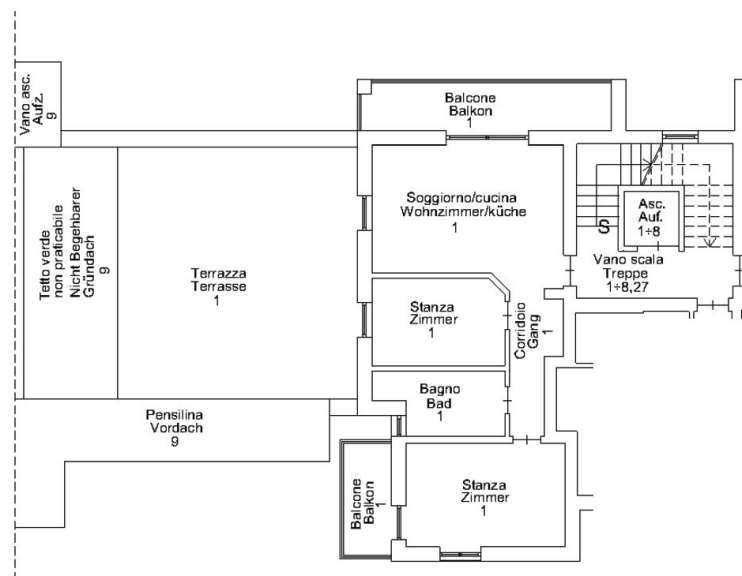 Vano asc.
Aufz.
9
Balcone
Balkon
1
Tetto verde
non praticabile
Nicht Begehbarer
Gründach
9
Terrazza
Terrasse
1
Soggiorno/cucina
Wohnzimmer/küche
1
S
Asc.
Auf.
1÷8
Vano scala
Treppe
1÷8,27
Stanza
Zimmer
1
Corridoio
Gang
1
Bagno
Bad
1
Pensilina
Vordach
9
Balcone
Balkon
1
Stanza
Zimmer
1